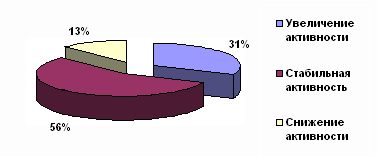 13%
31%
56%
Увеличение
активности
Стабильная
активность
Снижение
активности